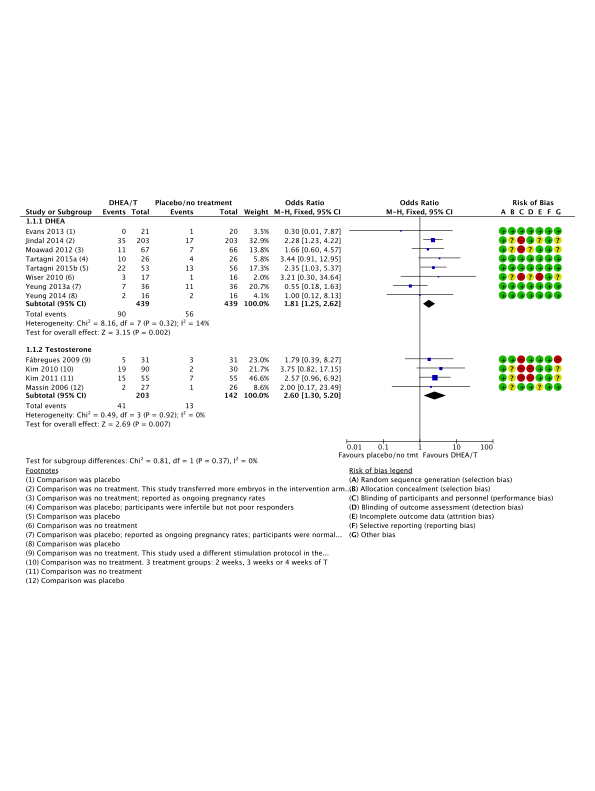 DHEA/T Placebo/no treatment Odds Ratio Odds Ratio Risk of Bias
Study or Subgroup Events Total Events Total Weight M-H, Fixed, 95% CI M-H, Fixed, 95% CI A B C D E F G
1.1.1 DHEA
Evans 2013 (1) 0 21 1 20 3.5% 0.30 [0.01, 7.87]
Jindal 2014 (2) 35 203 17 203 32.9% 2.28 [1.23, 4.22] ? ? ?
Moawad 2012 (3) 11 67 7 66 13.8% 1.66 [0.60, 4.57] ? ? ?
Tartagni 2015a (4) 10 26 4 26 5.6% 3.44 [0.91, 12.95]
Tartagni 2015b (5) 22 53 13 56 17.2% 2.35 [1.03, 5.37]
Wiser 2010 (6) 3 17 1 16 2.2% 3.21 [0.30, 34.64] ? ?
Yeung 2013a (7) 7 36 11 36 20.7% 0.55 [0.18, 1.63]
Yeung 2014 (8) 2 16 2 16 4.1% 1.00 [0.12, 8.13]
Subtotal (95% CI) 439 439 100.0% 1.81 [1.25, 2.62]
Total events 90 56
Heterogeneity: Chi² = 8.16, df = 7 (P = 0.32); I² = 14%
Test for overall effect: Z = 3.15 (P = 0.002)
1.1.2 Testosterone
Fábregues 2009 (9) 5 31 3 31 23.0% 1.79 [0.39, 8.27]
Kim 2010 (10) 19 90 2 30 21.7% 3.75 [0.82, 17.15] ? ?
Kim 2011 (11) 15 55 7 55 46.6% 2.57 [0.96, 6.92] ? ?
Massin 2006 (12) 2 27 1 26 8.6% 2.00 [0.17, 23.49] ? ? ?
Subtotal (95% CI) 203 142 100.0% 2.60 [1.30, 5.20]
Total events 41 13
Heterogeneity: Chi² = 0.49, df = 3 (P = 0.92); I² = 0%
Test for overall effect: Z = 2.69 (P = 0.007)
0.01 0.1 1 10 100
Favours placebo/no tmt Favours DHEA/T
Test for subgroup differences: Chi² = 0.81, df = 1 (P = 0.37), I² = 0%
Footnotes
(1) Comparison was placebo
(2) Comparison was no treatment. This study transferred more embryos in the intervention arm...
(3) Comparison was no treatment; reported as ongoing pregnancy rates
(4) Comparison was placebo; participants were infertile but not poor responders
(5) Comparison was placebo
(6) Comparison was no treatment
(7) Comparison was placebo; reported as ongoing pregnancy rates; participants were normal...
(8) Comparison was placebo
(9) Comparison was no treatment. This study used a different stimulation protocol in the...
(10) Comparison was no treatment. 3 treatment groups: 2 weeks, 3 weeks or 4 weeks of T
(11) Comparison was no treatment
(12) Comparison was placebo
Risk of bias legend
(A) Random sequence generation (selection bias)
(B) Allocation concealment (selection bias)
(C) Blinding of participants and personnel (performance bias)
(D) Blinding of outcome assessment (detection bias)
(E) Incomplete outcome data (attrition bias)
(F) Selective reporting (reporting bias)
(G) Other bias